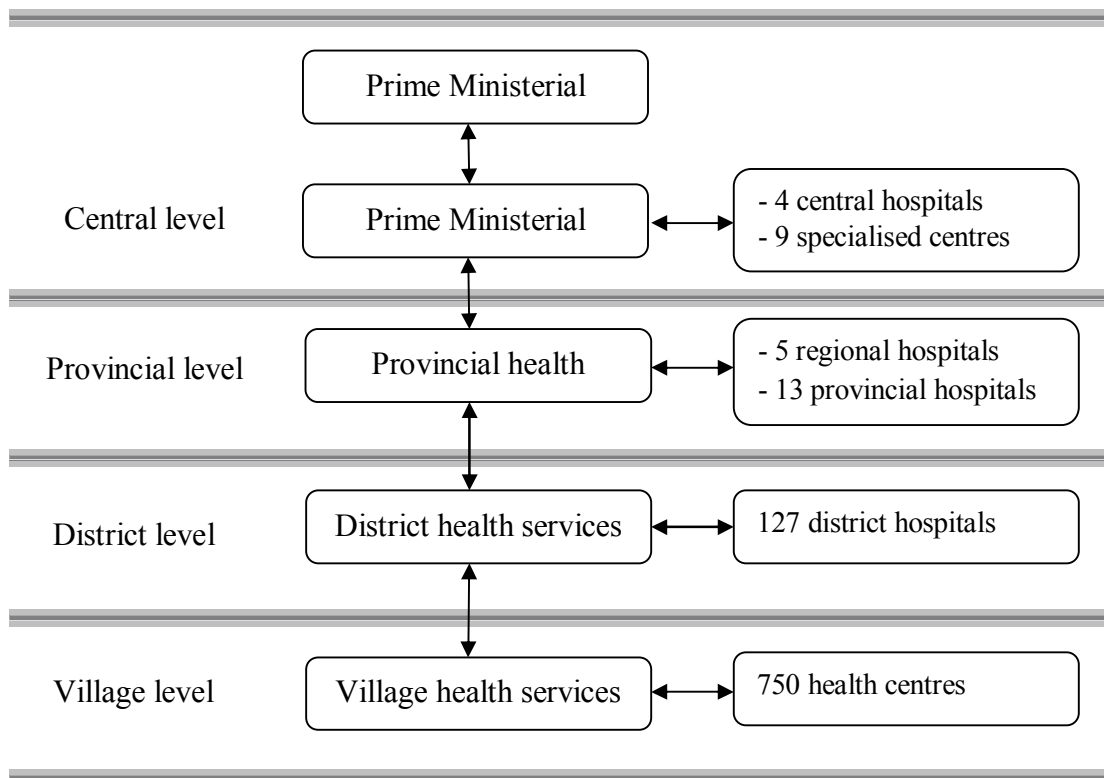 Prime Ministerial
Central level
Prime Ministerial
- 4 central hospitals
- 9 specialised centres
Provincial level
Provincial health
- 5 regional hospitals
- 13 provincial hospitals
District level
District health services
127 district hospitals
Village level
Village health services
750 health centres